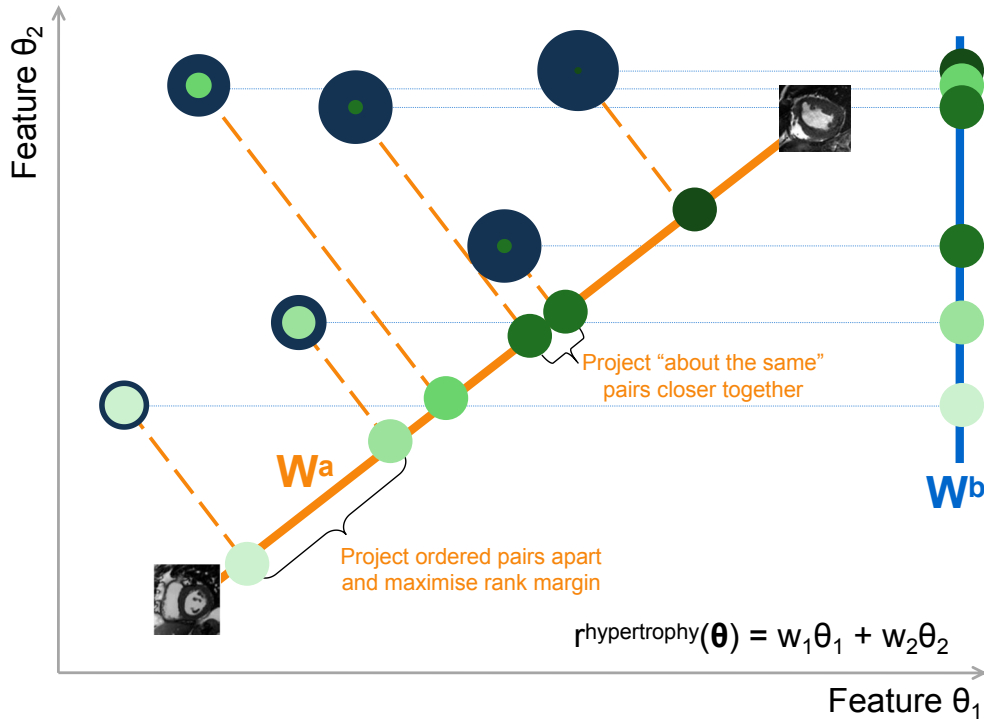 Feature θ₂
Project “about the same”
pairs closer together
Wᵃ
Wᵇ
Project ordered pairs apart
and maximise rank margin
rʰʸᵖᵉʳᵗʳᵒᵖʰʸ(θ) = w₁θ₁ + w₂θ₂
Feature θ₁